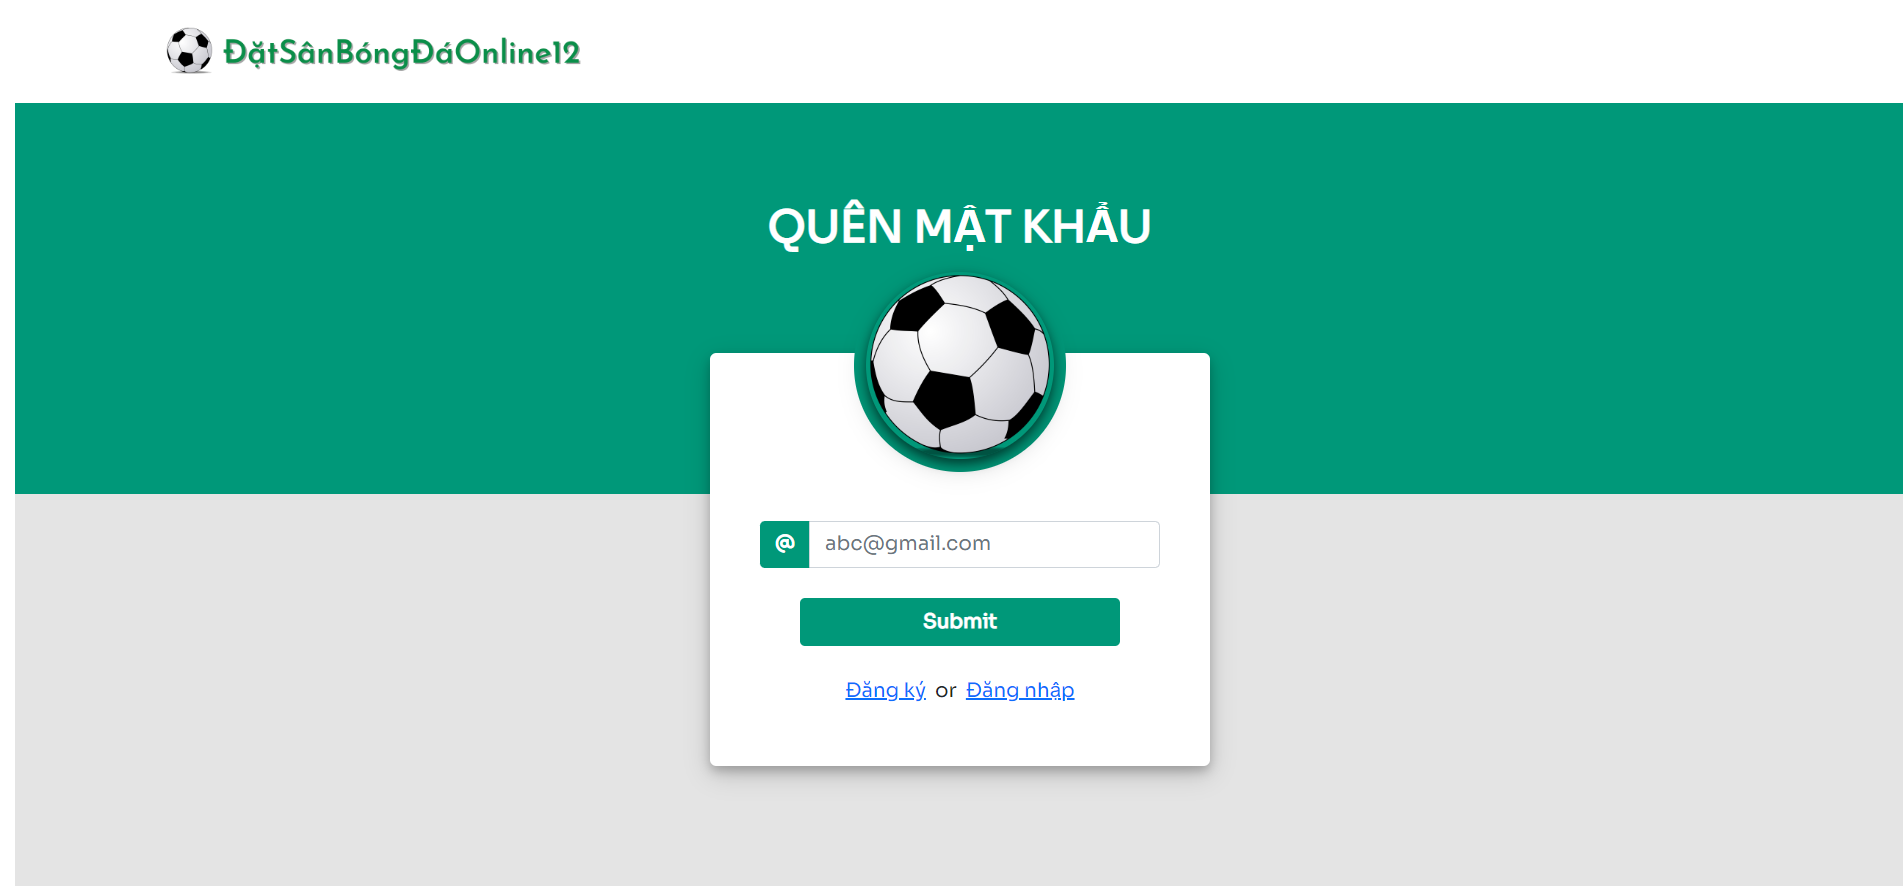 ĐặtSânBóngĐáOnline12
QUÊN MẬT KHẨU
@ abc@gmail.com
Submit
Đăng ký or Đăng nhập